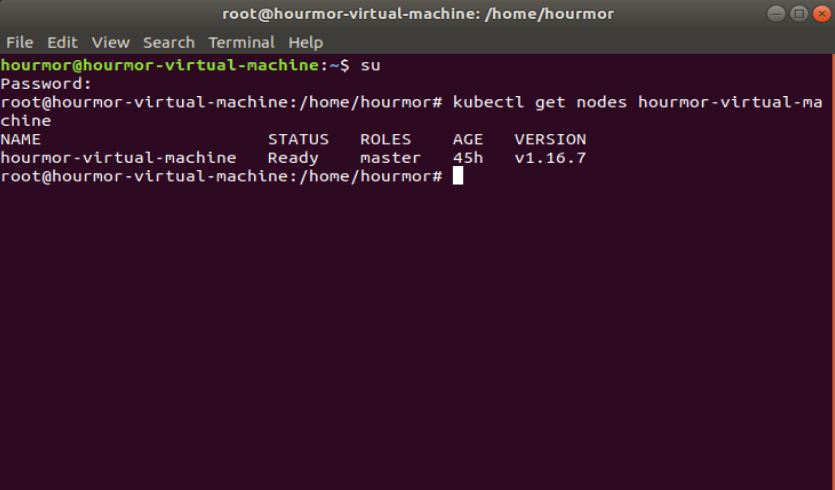 root@hourmor-virtual-machine: /home/hourmor
File Edit View Search Terminal Help
hourmor@hourmor-virtual-machine:~$ su
Password:
root@hourmor-virtual-machine:/home/hourmor# kubectl get nodes hourmor-virtual-ma
chine
NAME STATUS ROLES AGE VERSION
hourmor-virtual-machine Ready master 45h v1.16.7
root@hourmor-virtual-machine:/home/hourmor#